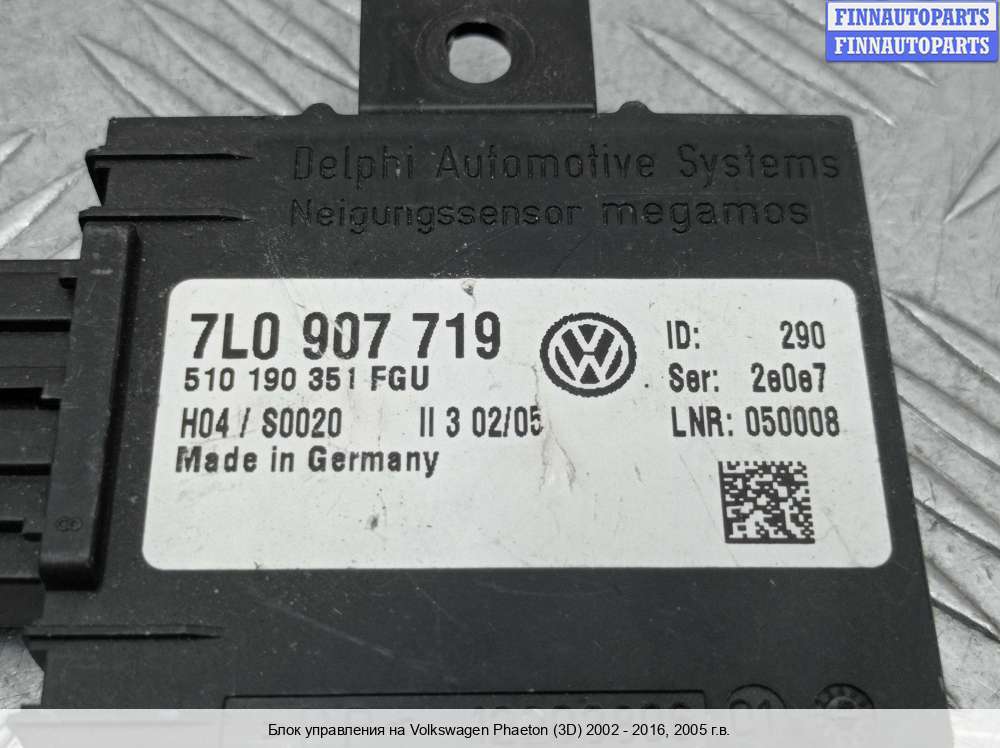 FINNAUTOPARTS
FINNAUTOPARTS
Delphi Automotive Systems
Neigungssensor megamos
7L0 907 719
510 190 351 FGU
H04 / S0020 II 3 02/05
Made in Germany
ID: 290
Ser: 2e0e7
LNR: 050008
Блок управления на Volkswagen Phaeton (3D) 2002 - 2016, 2005 г.в.